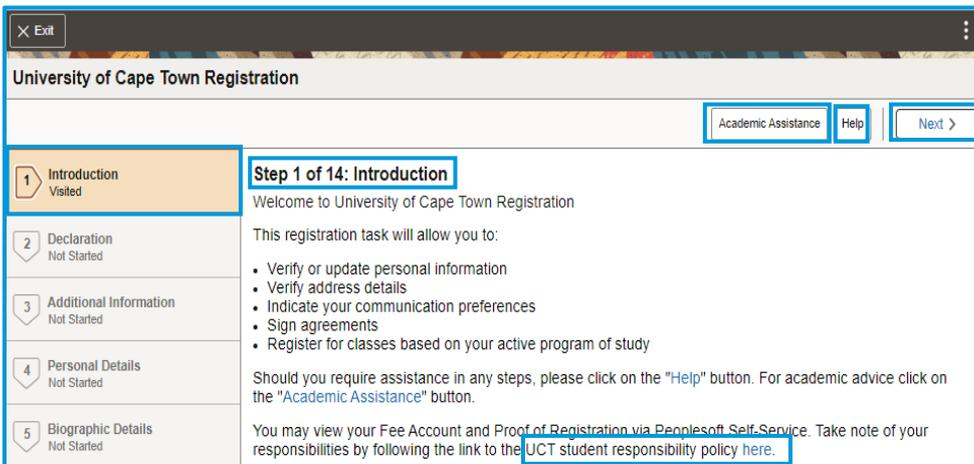 Exit
University of Cape Town Registration
Academic Assistance Help Next
1 Introduction
Visited
2 Declaration
Not Started
3 Additional Information
Not Started
4 Personal Details
Not Started
5 Biographic Details
Not Started
Step 1 of 14: Introduction
Welcome to University of Cape Town Registration
This registration task will allow you to:
• Verify or update personal information
• Verify address details
• Indicate your communication preferences
• Sign agreements
• Register for classes based on your active program of study
Should you require assistance in any steps, please click on the "Help" button. For academic advice click on
the "Academic Assistance" button.
You may view your Fee Account and Proof of Registration via Peoplesoft Self-Service. Take note of your
responsibilities by following the link to the UCT student responsibility policy here.